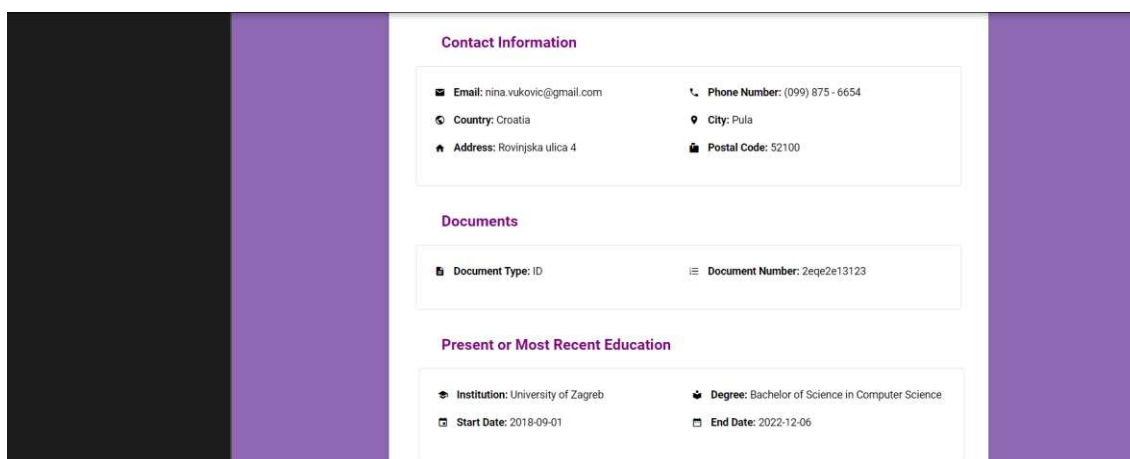 Contact Information
Email: nina.vukovic@gmail.com Phone Number: (099) 875 - 6654
Country: Croatia City: Pula
Address: Rovinjska ulica 4 Postal Code: 52100
Documents
Document Type: ID Document Number: 2eqe2e13123
Present or Most Recent Education
Institution: University of Zagreb Degree: Bachelor of Science in Computer Science
Start Date: 2018-09-01 End Date: 2022-12-06